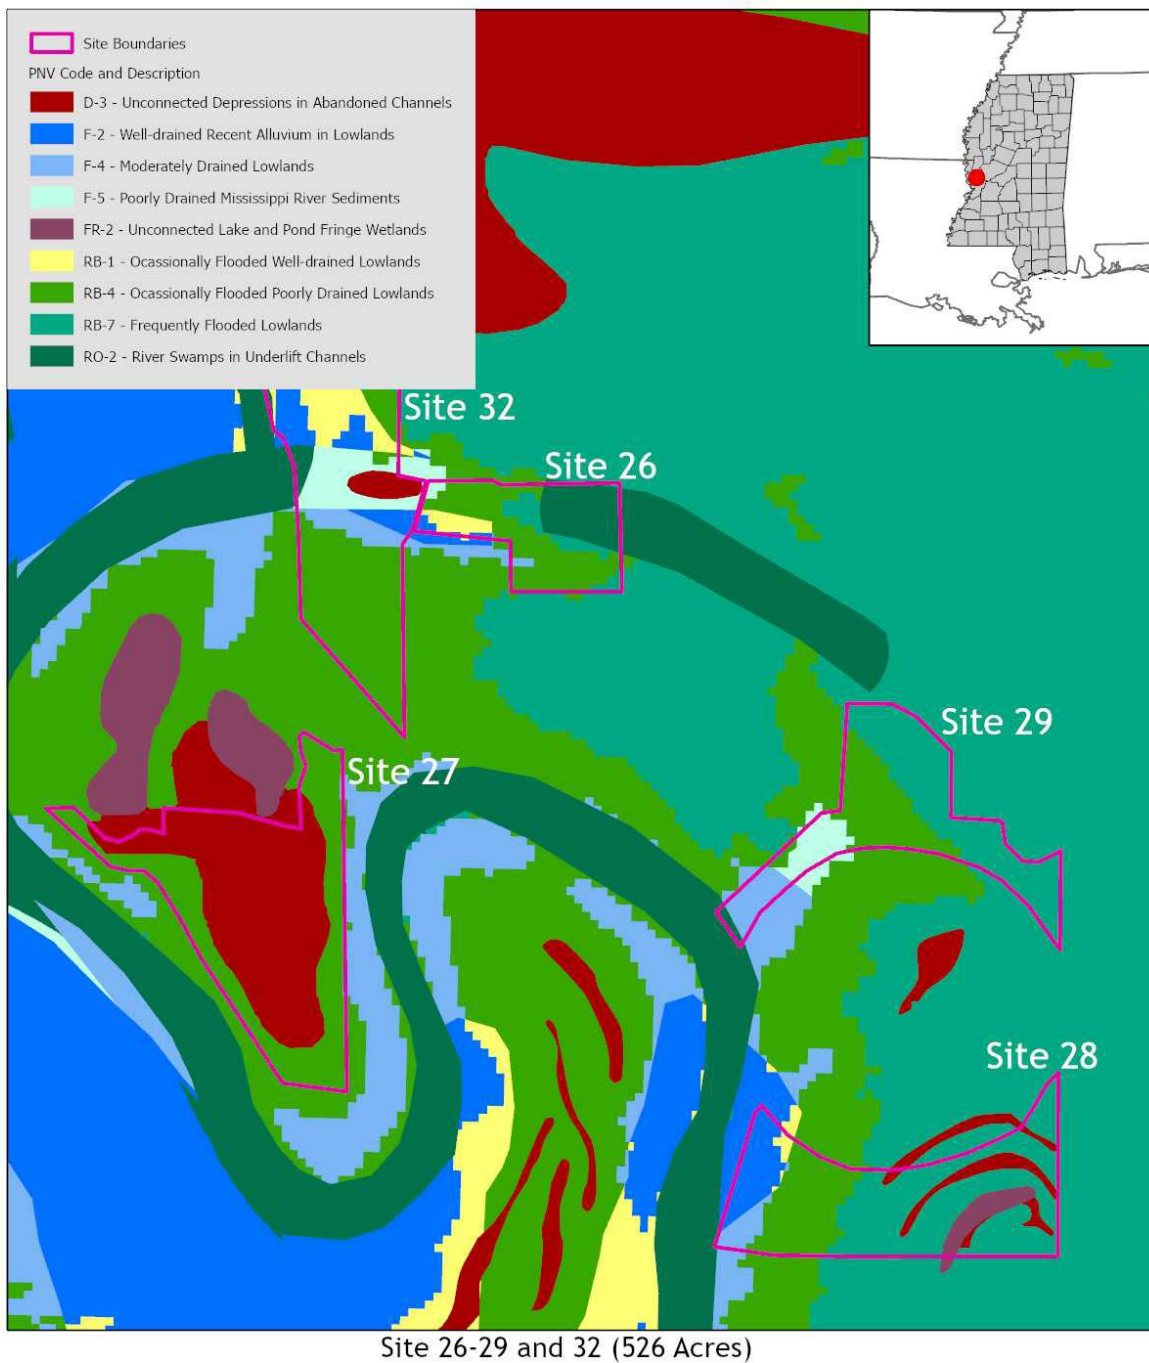 Site Boundaries
PNV Code and Description
D-3 - Unconnected Depressions in Abandoned Channels
F-2 - Well-drained Recent Alluvium in Lowlands
F-4 - Moderately Drained Lowlands
F-5 - Poorly Drained Mississippi River Sediments
FR-2 - Unconnected Lake and Pond Fringe Wetlands
RB-1 - Ocassionally Flooded Well-drained Lowlands
RB-4 - Ocassionally Flooded Poorly Drained Lowlands
RB-7 - Frequently Flooded Lowlands
RO-2 - River Swamps in Underlift Channels
Site 32
Site 26
Site 29
Site 27
Site 28
Site 26-29 and 32 (526 Acres)